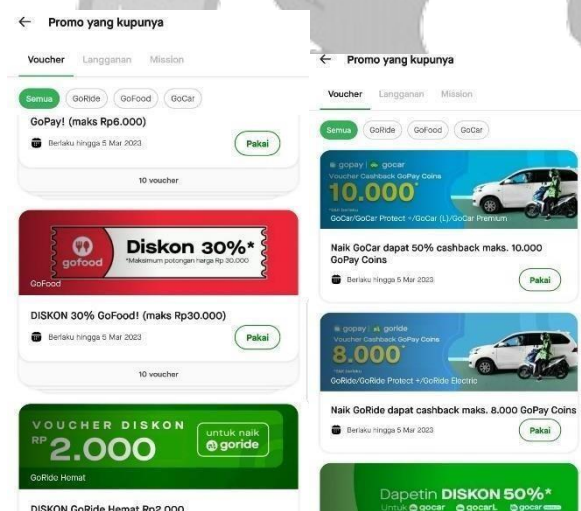 Promo yang kupunya
Voucher Langganan Mission
Semua GoRide GoFood GoCar
GoPay! (maks Rp6.000)
Berlaku hingga 5 Mar 2023 Pakai
10 voucher
gofood
Diskon 30%*
*Maksimum potongan harga Rp 30.000
GoFood
DISKON 30% GoFood! (maks Rp30.000)
Berlaku hingga 5 Mar 2023 Pakai
10 voucher
VOUCHER DISKON
RP 2.000
untuk naik
goride
GoRide Hemat
DISKON GoRide Hemat Rp2.000
Promo yang kupunya
Voucher Langganan Mission
Semua GoRide GoFood GoCar
gopay | gocar
Voucher Cashback GoPay Coins
10.000*
GoCar/GoCar Protect +/GoCar (L)/GoCar Premium
Naik GoCar dapat 50% cashback maks. 10.000
GoPay Coins
Berlaku hingga 5 Mar 2023 Pakai
gopay | goride
Voucher Cashback GoPay Coins
8.000*
GoRide/GoRide Protect +/GoRide Electric
Naik GoRide dapat cashback maks. 8.000 GoPay Coins
Berlaku hingga 5 Mar 2023 Pakai
Dapetin DISKON 50%*
Untuk gocar gocarL gocar